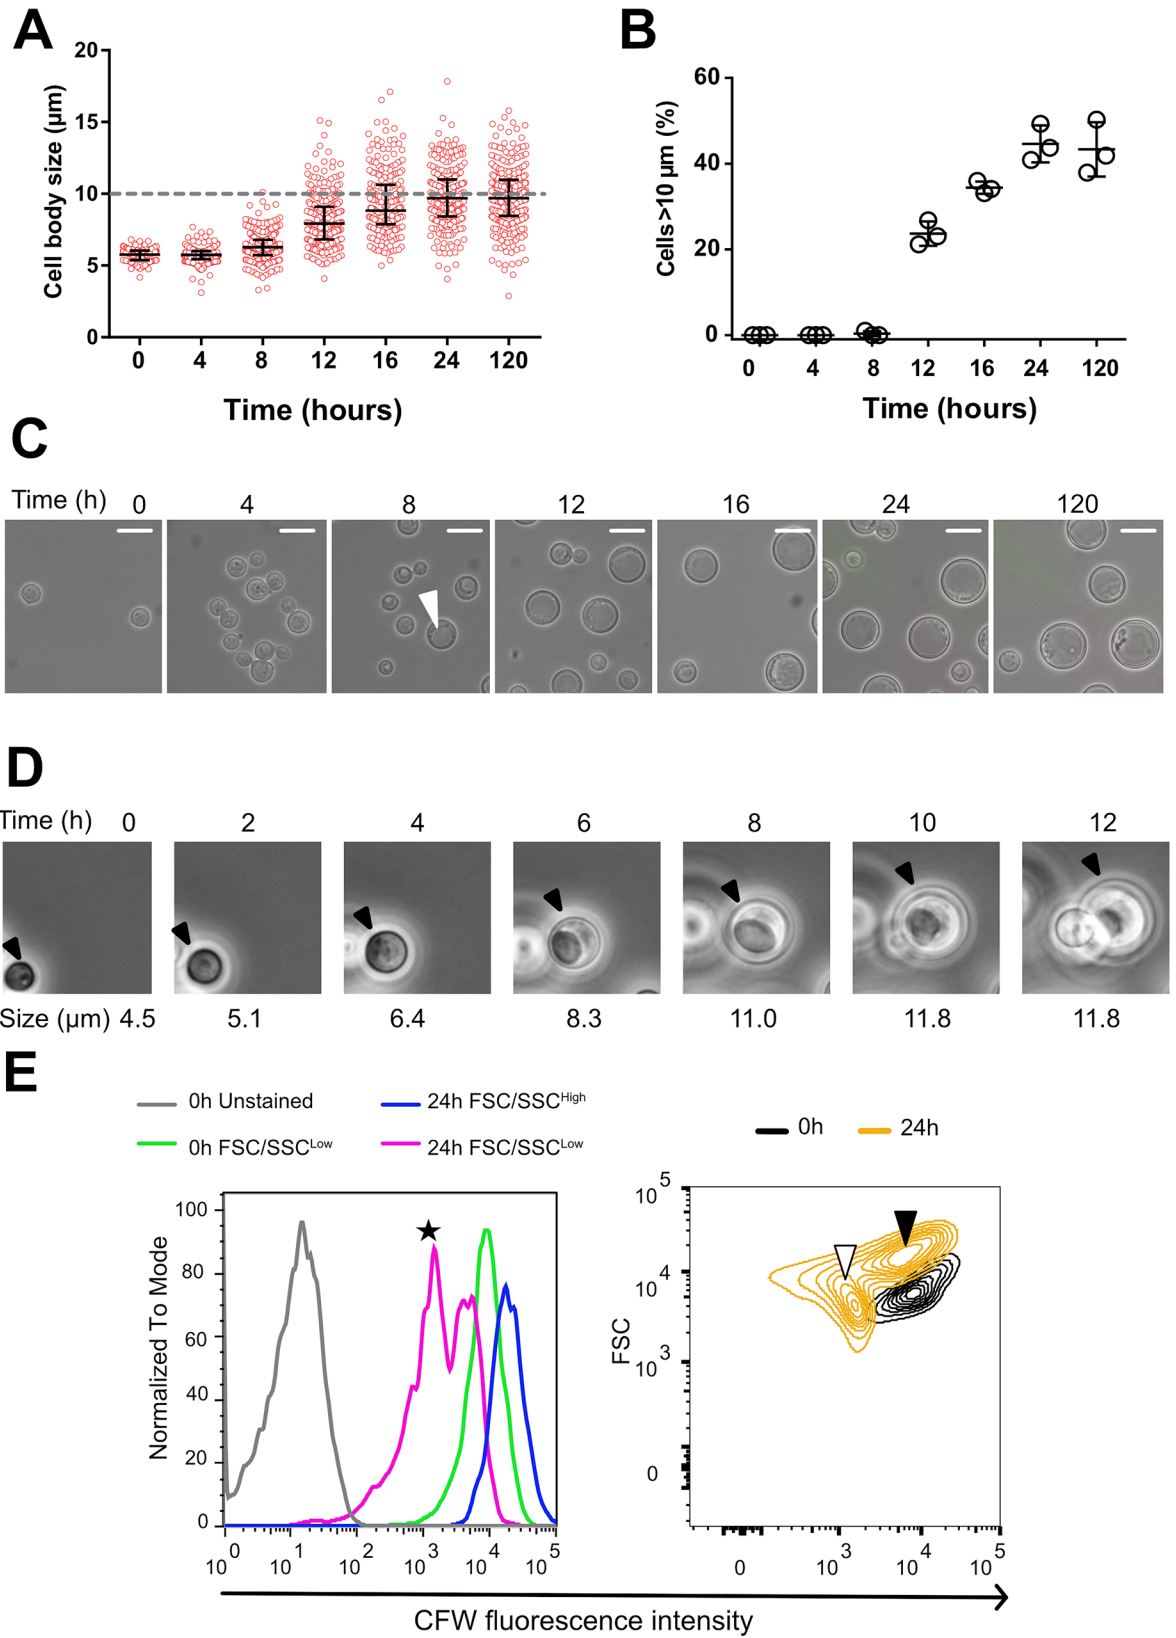 A
B
20
15
10
5
0
Cell body size (µm)
0 4 8 12 16 24 120
Time (hours)
60
40
20
0
Cells>10 µm (%)
0 4 8 12 16 24 120
Time (hours)
C
Time (h) 0 4 8 12 16 24 120
D
Time (h) 0 2 4 6 8 10 12
Size (µm) 4.5 5.1 6.4 8.3 11.0 11.8 11.8
E
0h Unstained
24h FSC/SSCHigh
0h FSC/SSCLow
24h FSC/SSCLow
0h 24h
100
80
60
40
20
0
Normalized To Mode
10^0 10^1 10^2 10^3 10^4 10^5
10^5
10^4
10^3
0
FSC
0 10^3 10^4 10^5
CFW fluorescence intensity